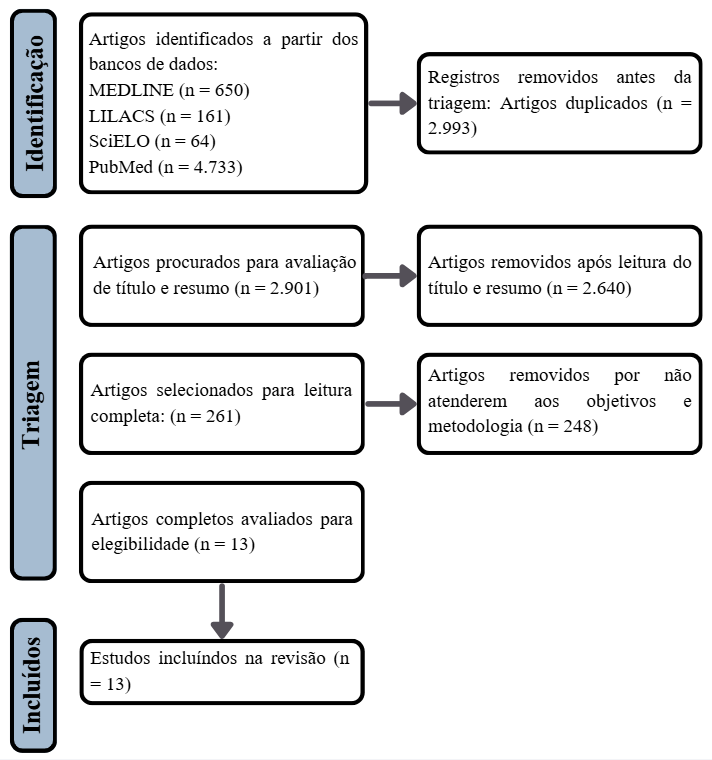 Identificação
Artigos identificados a partir dos
bancos de dados:
MEDLINE (n = 650)
LILACS (n = 161)
SciELO (n = 64)
PubMed (n = 4.733)
Registros removidos antes da
triagem: Artigos duplicados (n =
2.993)
Triagem
Artigos procurados para avaliação
de título e resumo (n = 2.901)
Artigos removidos após leitura do
título e resumo (n = 2.640)
Artigos selecionados para leitura
completa: (n = 261)
Artigos removidos por não
atenderem aos objetivos e
metodologia (n = 248)
Artigos completos avaliados para
elegibilidade (n = 13)
Incluídos
Estudos incluíndos na revisão (n
= 13)